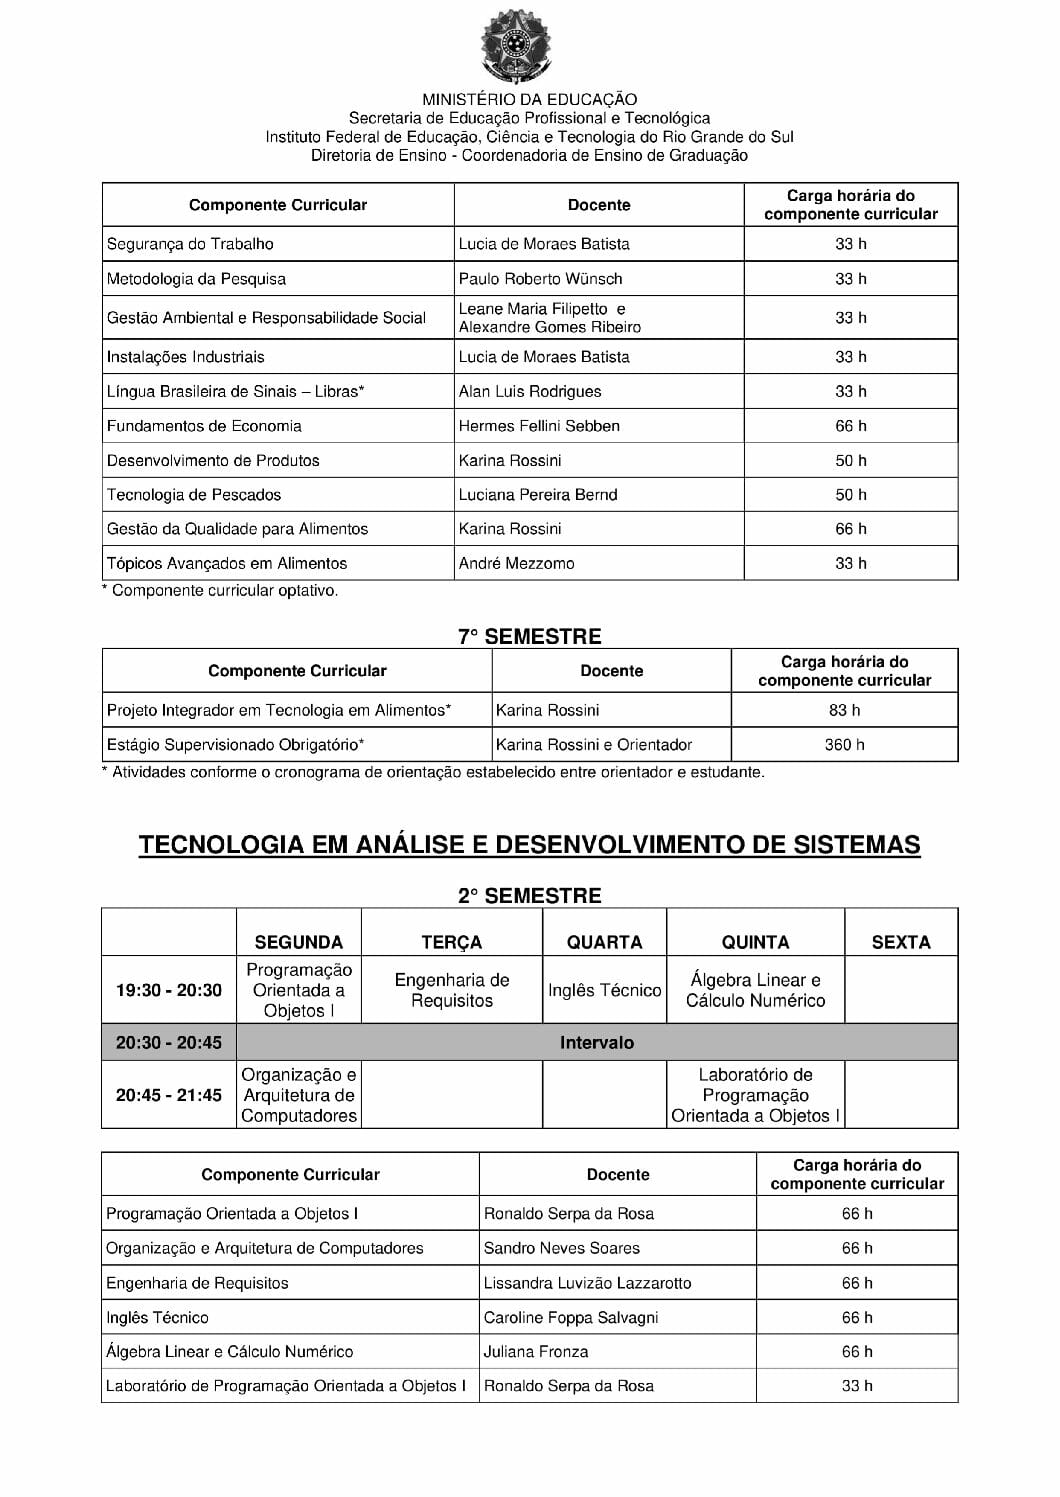 MINISTÉRIO DA EDUCAÇÃO
Secretaria de Educação Profissional e Tecnológica
Instituto Federal de Educação, Ciência e Tecnologia do Rio Grande do Sul
Diretoria de Ensino - Coordenadoria de Ensino de Graduação
Componente Curricular Docente Carga horária do componente curricular
Segurança do Trabalho Lucia de Moraes Batista 33 h
Metodologia da Pesquisa Paulo Roberto Wünsch 33 h
Gestão Ambiental e Responsabilidade Social Leane Maria Filipetto e Alexandre Gomes Ribeiro 33 h
Instalações Industriais Lucia de Moraes Batista 33 h
Língua Brasileira de Sinais – Libras* Alan Luis Rodrigues 33 h
Fundamentos de Economia Hermes Fellini Sebben 66 h
Desenvolvimento de Produtos Karina Rossini 50 h
Tecnologia de Pescados Luciana Pereira Bernd 50 h
Gestão da Qualidade para Alimentos Karina Rossini 66 h
Tópicos Avançados em Alimentos André Mezzomo 33 h
* Componente curricular optativo.
7° SEMESTRE
Componente Curricular Docente Carga horária do componente curricular
Projeto Integrador em Tecnologia em Alimentos* Karina Rossini 83 h
Estágio Supervisionado Obrigatório* Karina Rossini e Orientador 360 h
* Atividades conforme o cronograma de orientação estabelecido entre orientador e estudante.
TECNOLOGIA EM ANÁLISE E DESENVOLVIMENTO DE SISTEMAS
2° SEMESTRE
SEGUNDA TERÇA QUARTA QUINTA SEXTA
19:30 - 20:30 Programação Orientada a Objetos I Engenharia de Requisitos Inglês Técnico Álgebra Linear e Cálculo Numérico
20:30 - 20:45 Intervalo
20:45 - 21:45 Organização e Arquitetura de Computadores Laboratório de Programação Orientada a Objetos I
Componente Curricular Docente Carga horária do componente curricular
Programação Orientada a Objetos I Ronaldo Serpa da Rosa 66 h
Organização e Arquitetura de Computadores Sandro Neves Soares 66 h
Engenharia de Requisitos Lissandra Luvizão Lazzarotto 66 h
Inglês Técnico Caroline Foppa Salvagni 66 h
Álgebra Linear e Cálculo Numérico Juliana Fronza 66 h
Laboratório de Programação Orientada a Objetos I Ronaldo Serpa da Rosa 33 h